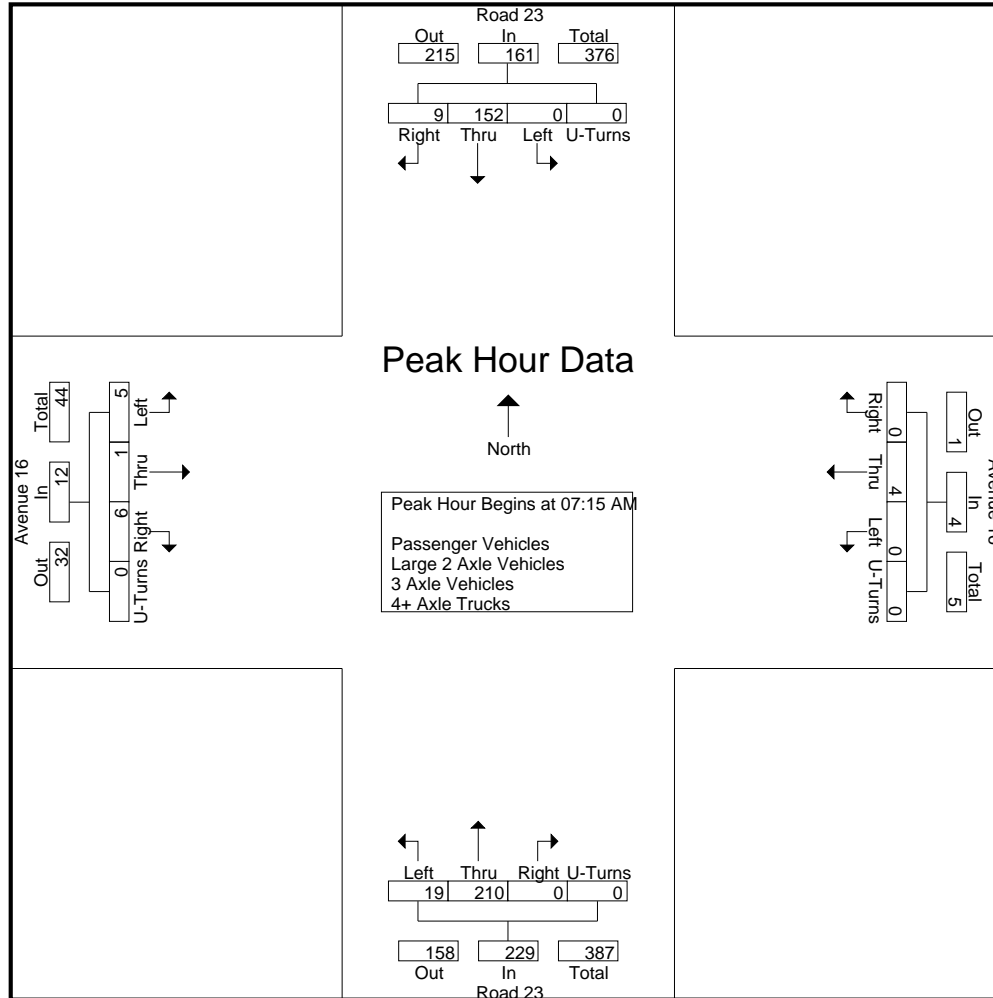 Road 23
Out In Total
215 161 376
9 152 0 0
Right Thru Left U-Turns
Peak Hour Data
North
Peak Hour Begins at 07:15 AM
Passenger Vehicles
Large 2 Axle Vehicles
3 Axle Vehicles
4+ Axle Trucks
Avenue 16
Out In Total
32 12 44
Left Thru Right U-Turns
5 1 6 0
Right Thru Left U-Turns
0 4 0 0
Out In Total
1 4 5
Left Thru Right U-Turns
19 210 0 0
158 229 387
Out In Total
Road 23